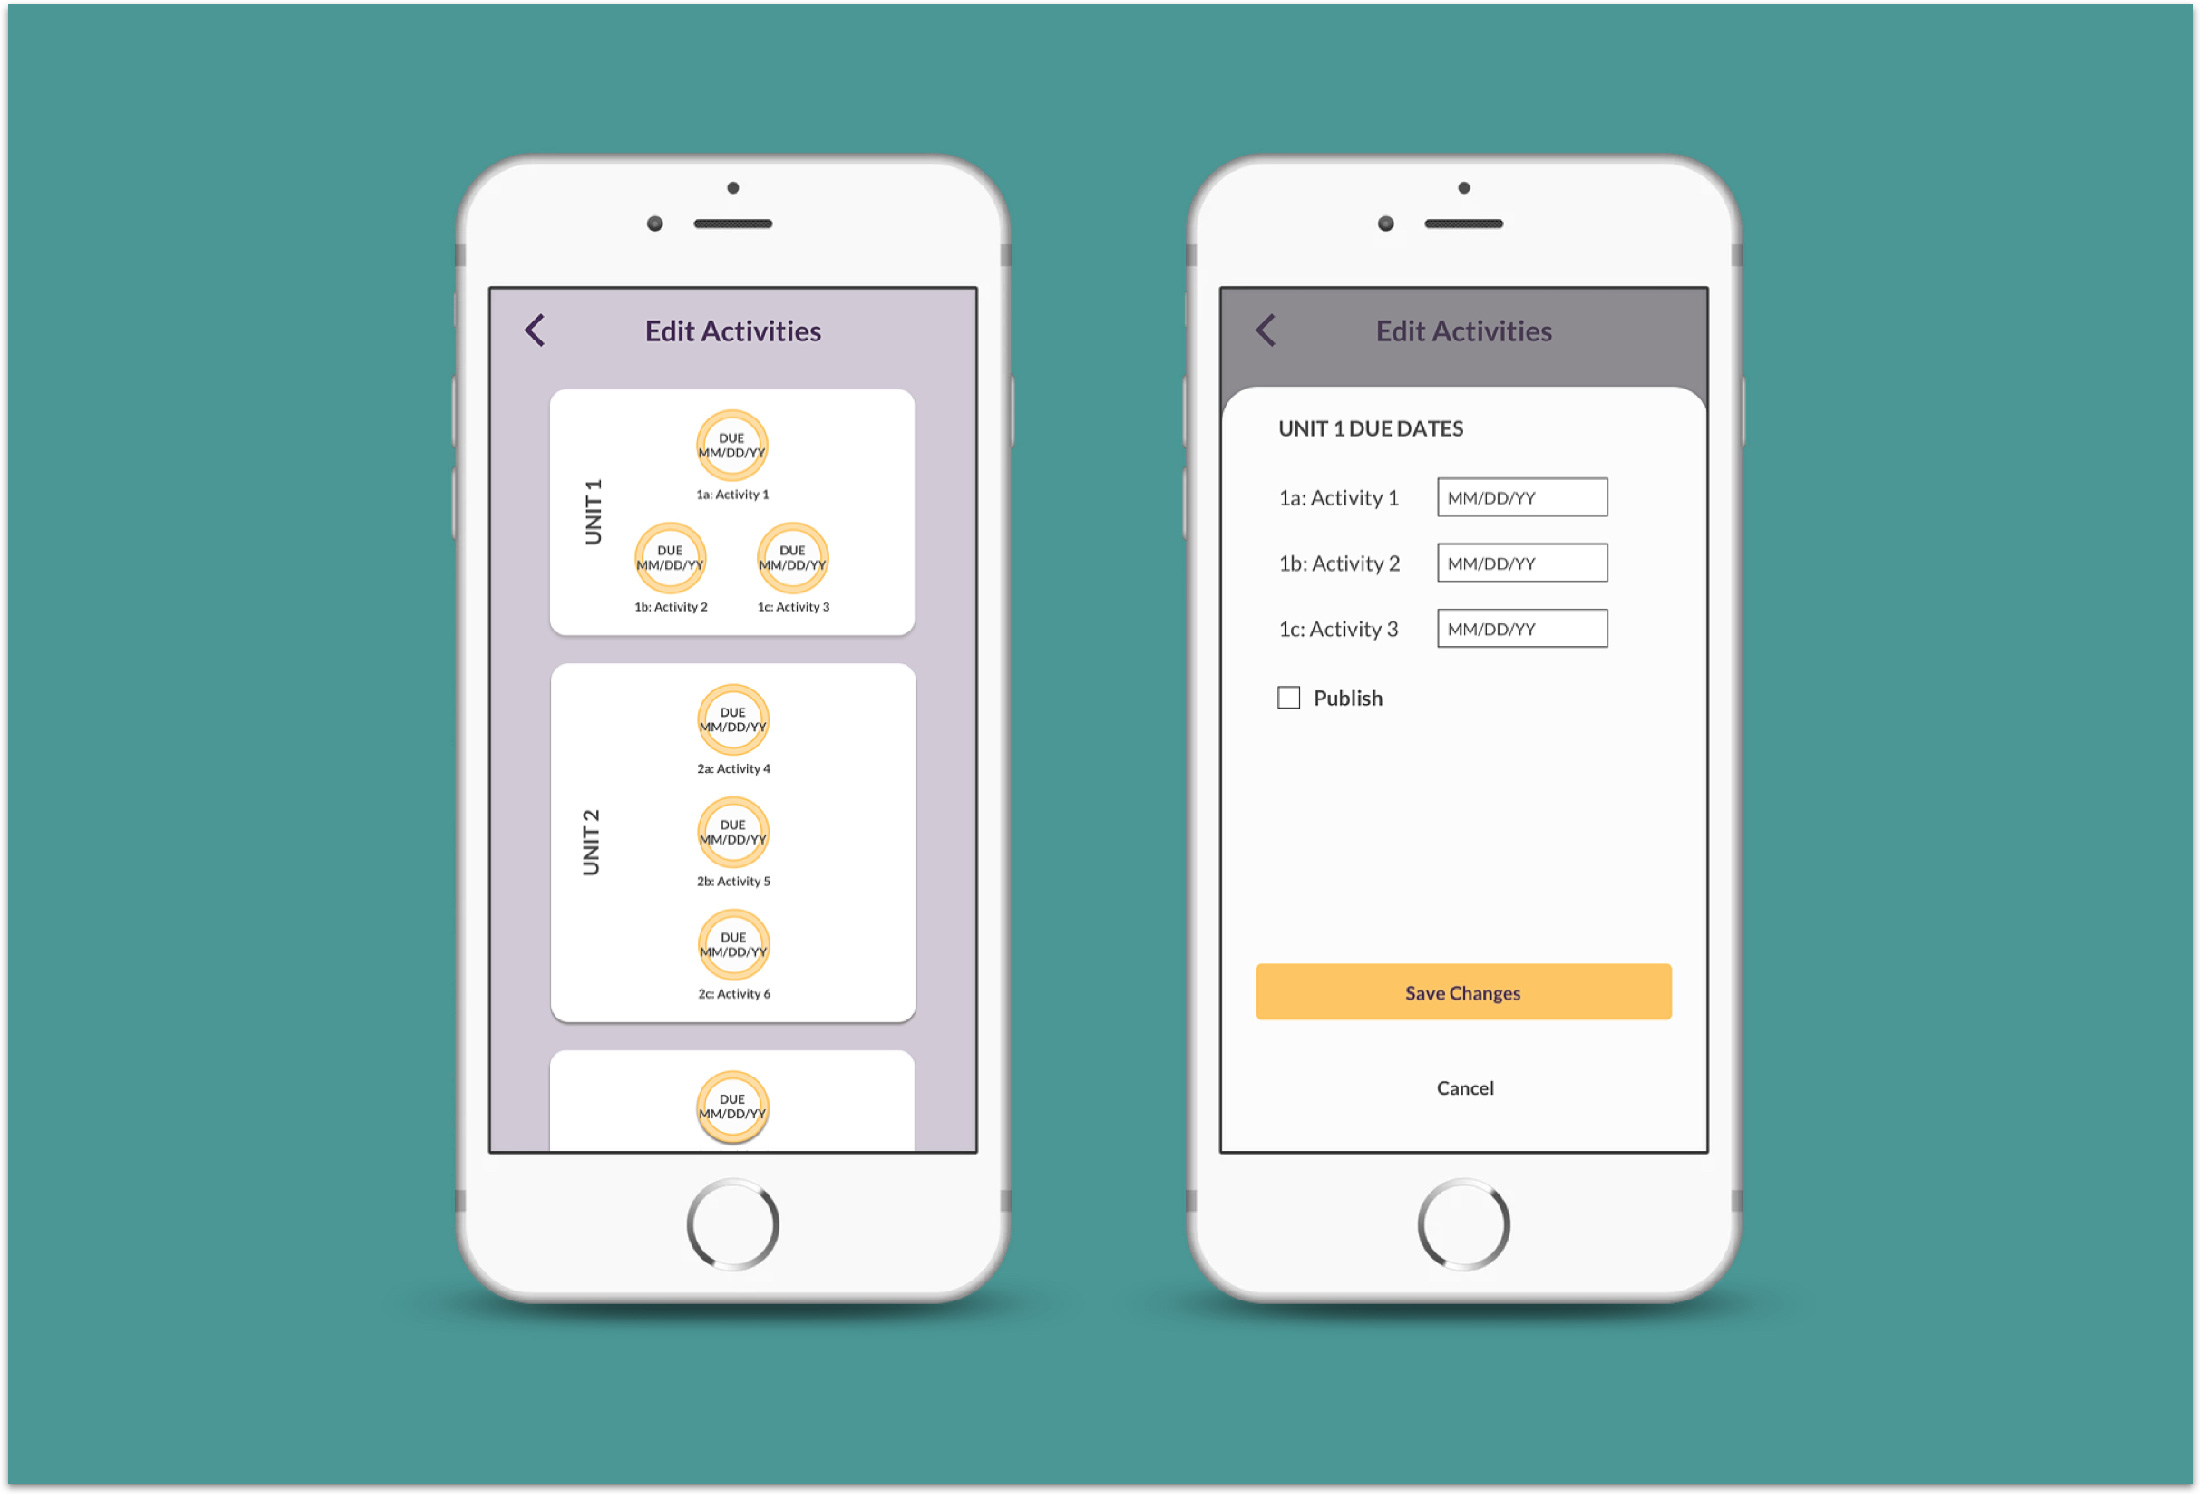 Edit Activities
UNIT 1
DUE
MM/DD/YY
1a: Activity 1
DUE
MM/DD/YY
1b: Activity 2
DUE
MM/DD/YY
1c: Activity 3
UNIT 2
DUE
MM/DD/YY
2a: Activity 4
DUE
MM/DD/YY
2b: Activity 5
DUE
MM/DD/YY
2c: Activity 6
DUE
MM/DD/YY
Edit Activities
UNIT 1 DUE DATES
1a: Activity 1 MM/DD/YY
1b: Activity 2 MM/DD/YY
1c: Activity 3 MM/DD/YY
Publish
Save Changes
Cancel